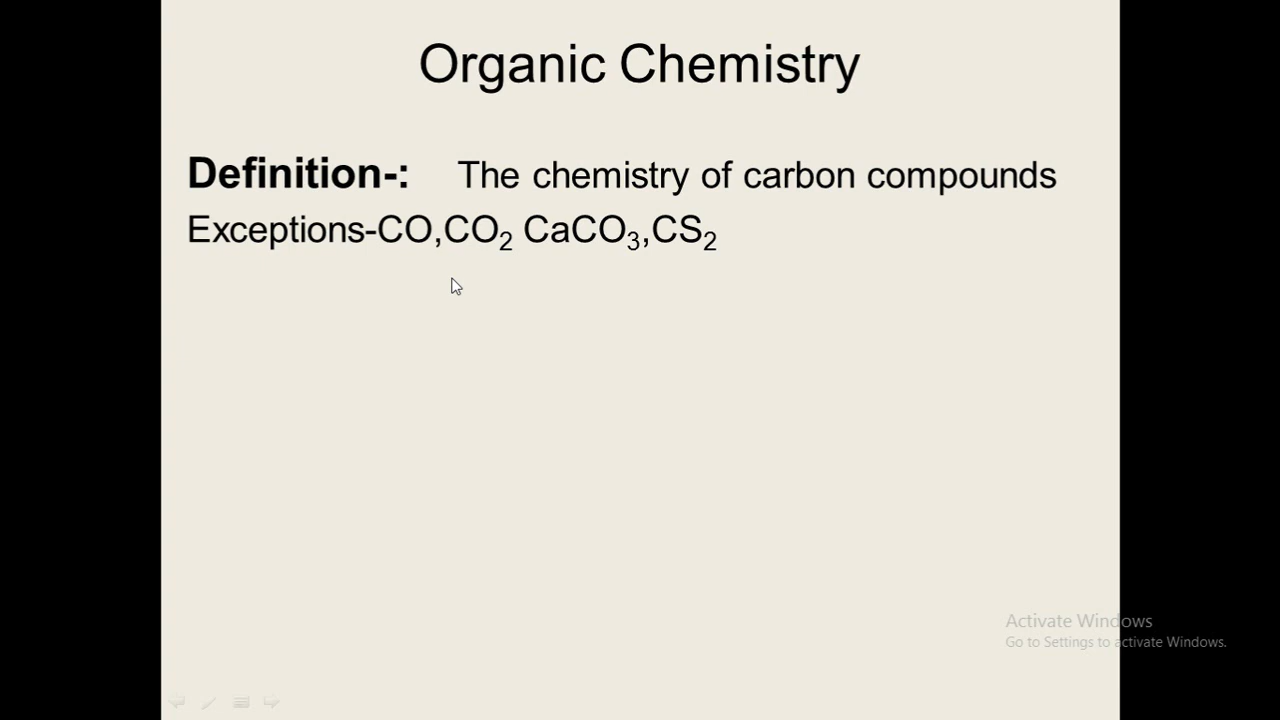 Organic Chemistry
Definition-: The chemistry of carbon compounds
Exceptions-CO,CO₂ CaCO₃,CS₂
Activate Windows
Go to Settings to activate Windows.